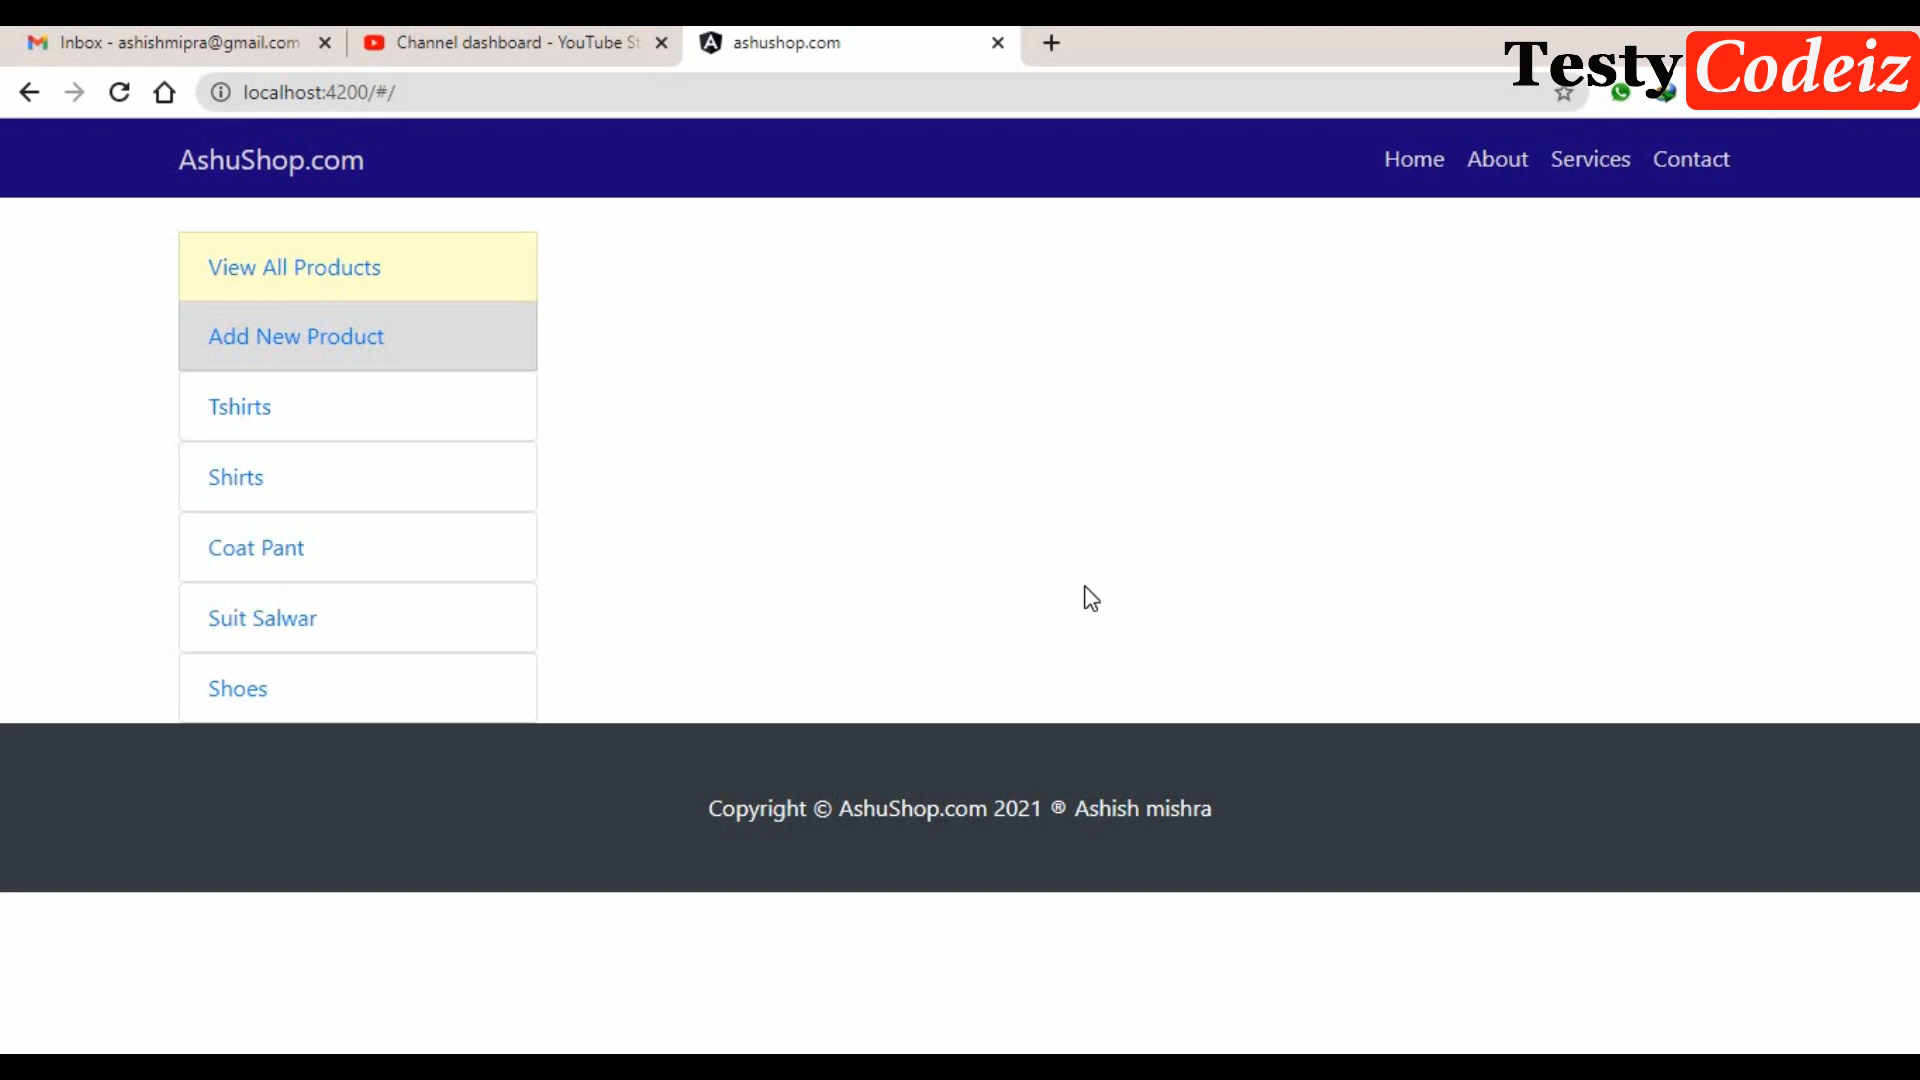 Inbox - ashishmipra@gmail.com
Channel dashboard - YouTube St
ashushop.com
Testy Codeiz
localhost:4200/#/
AshuShop.com
Home About Services Contact
View All Products
Add New Product
Tshirts
Shirts
Coat Pant
Suit Salwar
Shoes
Copyright © AshuShop.com 2021 ® Ashish mishra